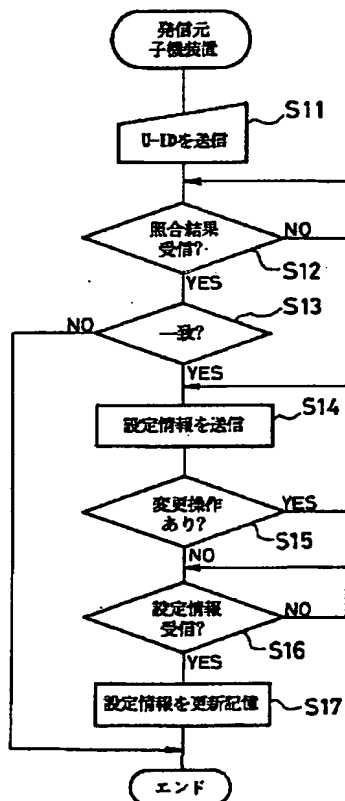 発信元
子機装置
S11
U-IDを送信
照合結果
受信?
NO
S12
YES
S13
NO
一致?
YES
S14
設定情報を送信
変更操作
あり?
YES
S15
NO
設定情報
受信?
NO
S16
YES
設定情報を更新記憶
S17
エンド